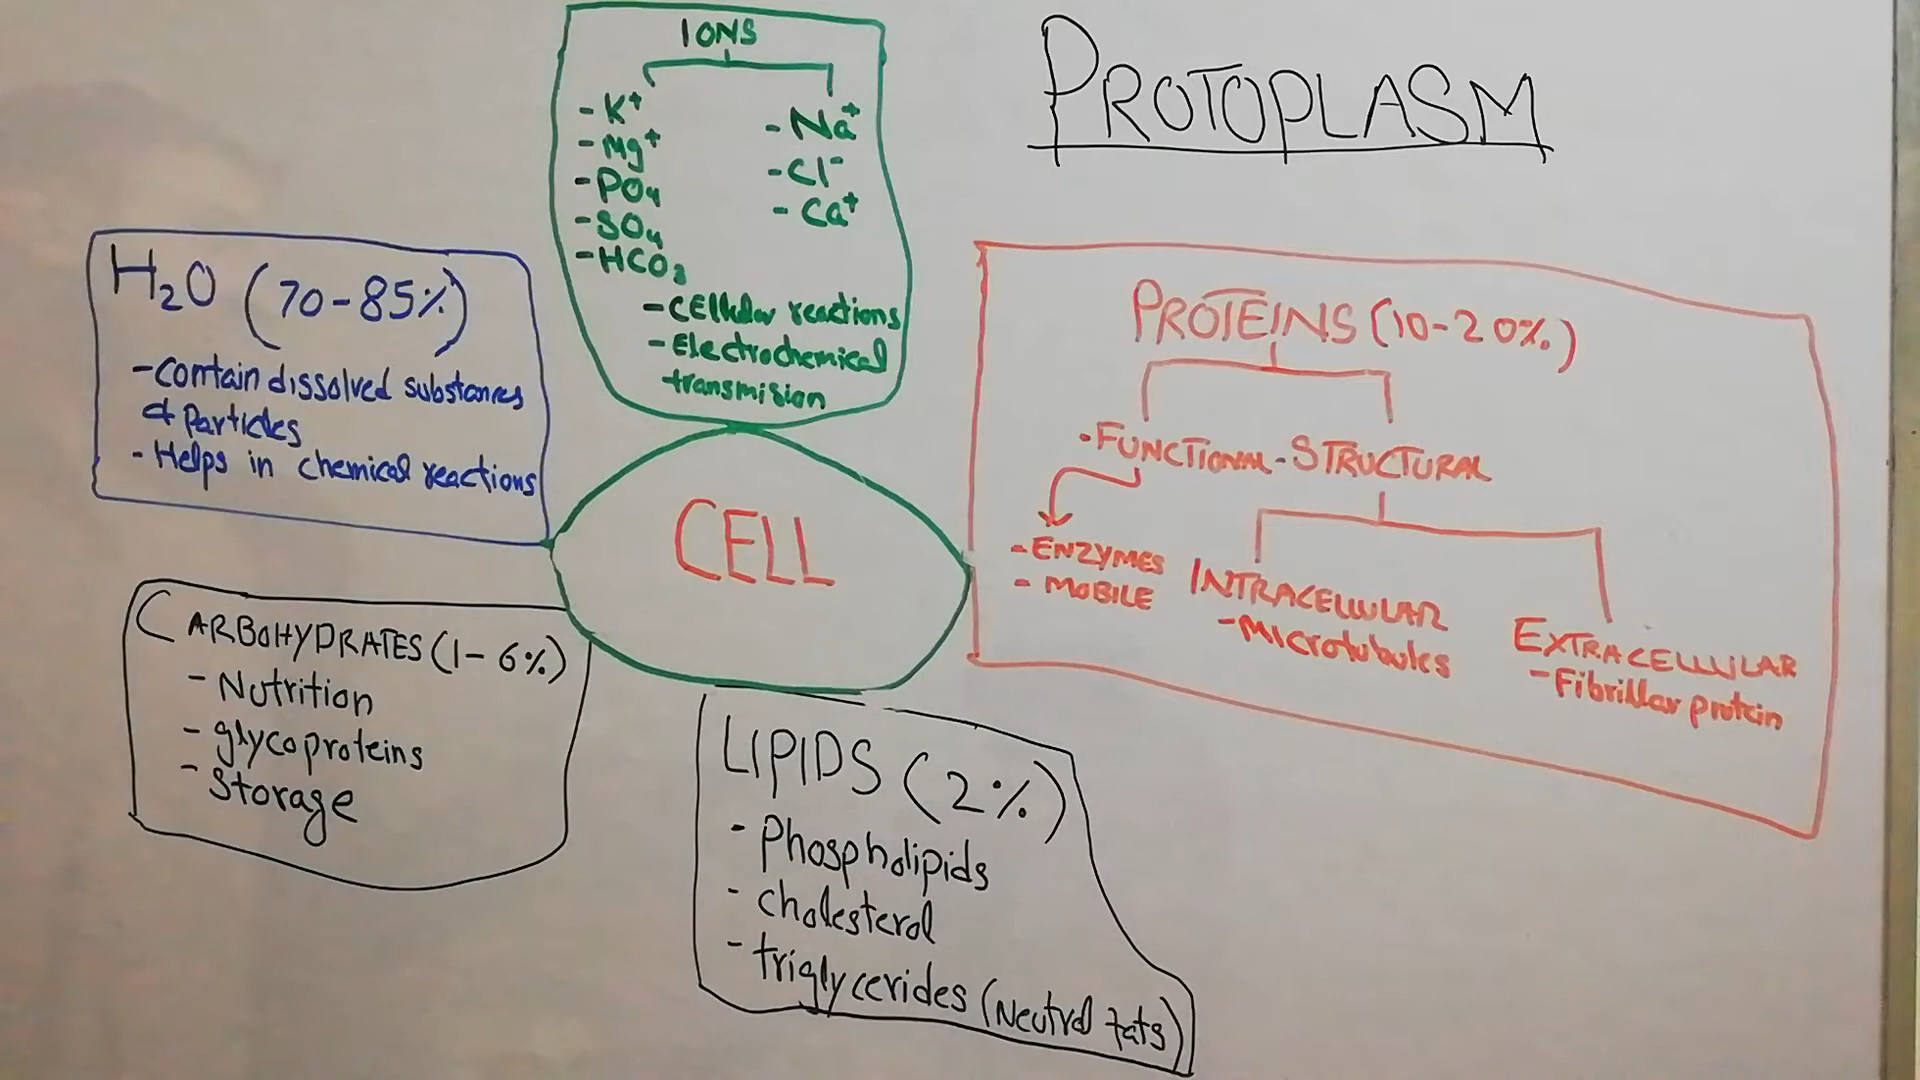 PROTOPLASM
IONS
- K+
- Mg+
- PO4
- SO4
- HCO3
- Na+
- Cl-
- Ca+
- Cellular reactions
- Electrochemical
transmision
H2O (70-85%)
- Contain dissolved substances
& Particles
- Helps in chemical reactions
CELL
PROTEINS (10-20%)
- FUNCTIONAL
- STRUCTURAL
- ENZYMES
- MOBILE
INTRACELLULAR
- Microtubules
EXTRACELLULAR
- Fibrillar protein
CARBOHYDRATES (1-6%)
- Nutrition
- glycoproteins
- Storage
LIPIDS (2%)
- Phospholipids
- cholesterol
- triglycerides (Neutral fats)